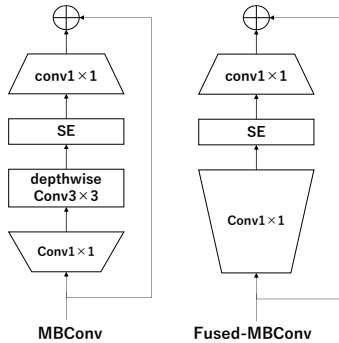 conv1×1
SE
depthwise
Conv3×3
Conv1×1
MBConv
conv1×1
SE
Conv1×1
Fused-MBConv